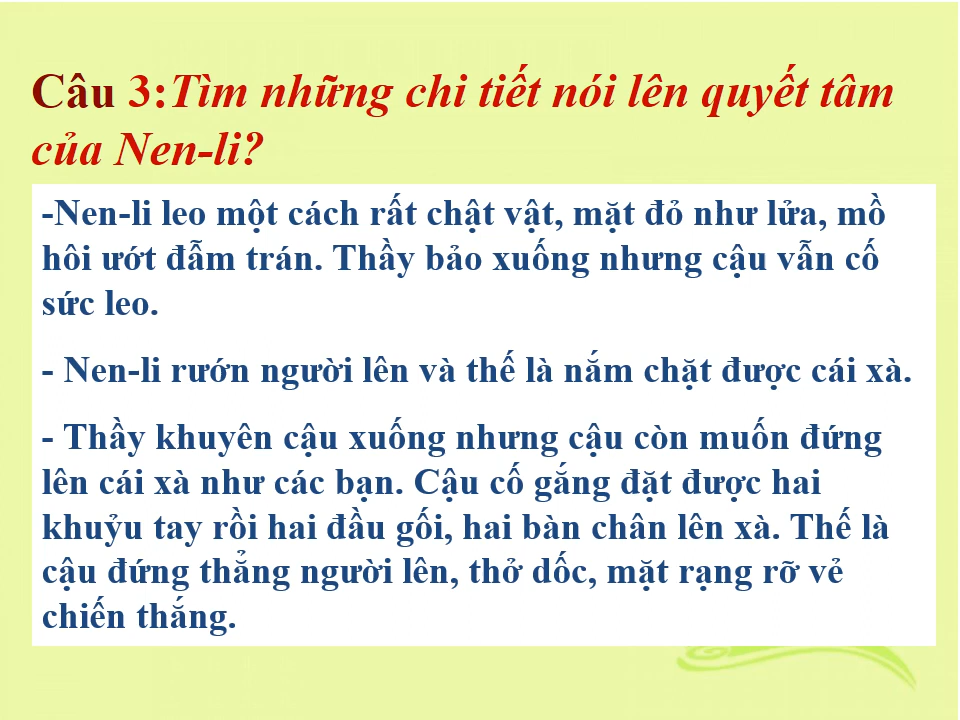 Câu 3:Tìm những chi tiết nói lên quyết tâm
của Nen-li?
-Nen-li leo một cách rất chật vật, mặt đỏ như lửa, mồ
hôi ướt đẫm trán. Thầy bảo xuống nhưng cậu vẫn cố
sức leo.
- Nen-li rướn người lên và thế là nắm chặt được cái xà.
- Thầy khuyên cậu xuống nhưng cậu còn muốn đứng
lên cái xà như các bạn. Cậu cố gắng đặt được hai
khuỷu tay rồi hai đầu gối, hai bàn chân lên xà. Thế là
cậu đứng thẳng người lên, thở dốc, mặt rạng rỡ vẻ
chiến thắng.